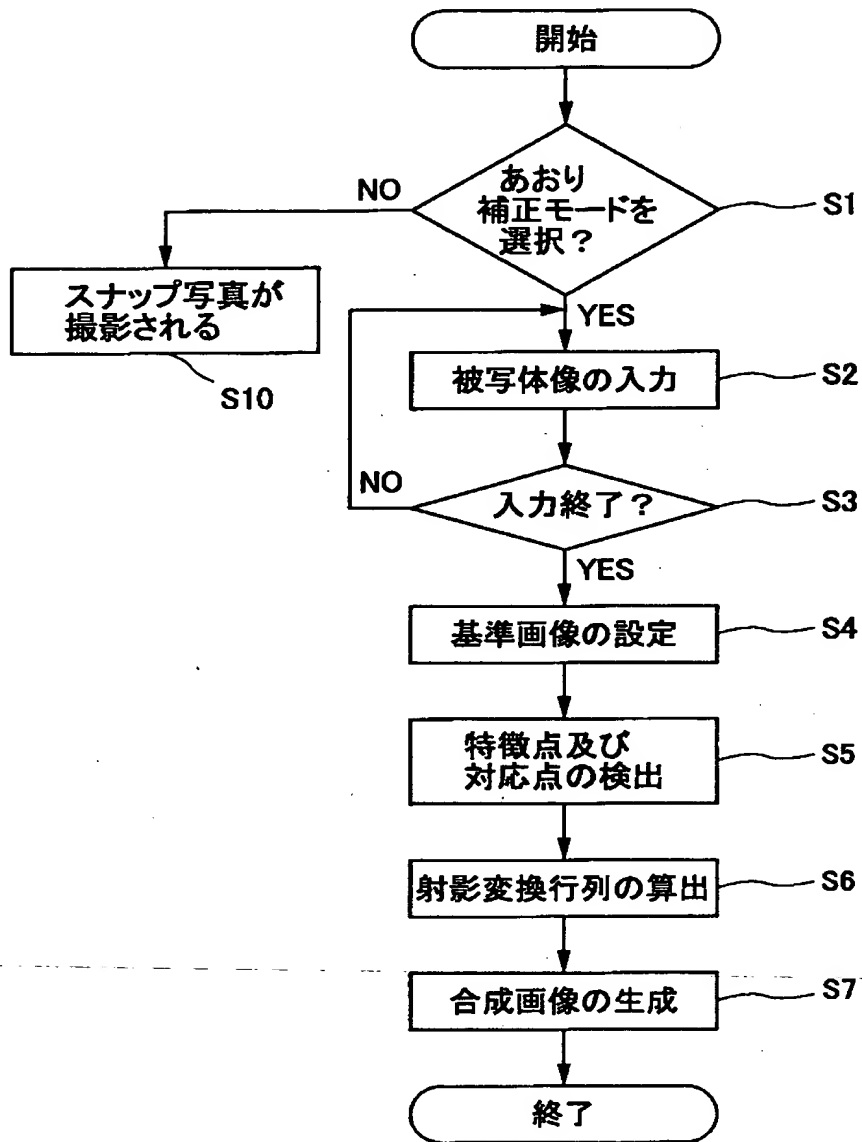 開始
あおり
補正モードを
選択？
NO
S1
スナップ写真が
撮影される
S10
YES
被写体像の入力
S2
入力終了？
NO
S3
YES
基準画像の設定
S4
特徴点及び
対応点の検出
S5
射影変換行列の算出
S6
合成画像の生成
S7
終了